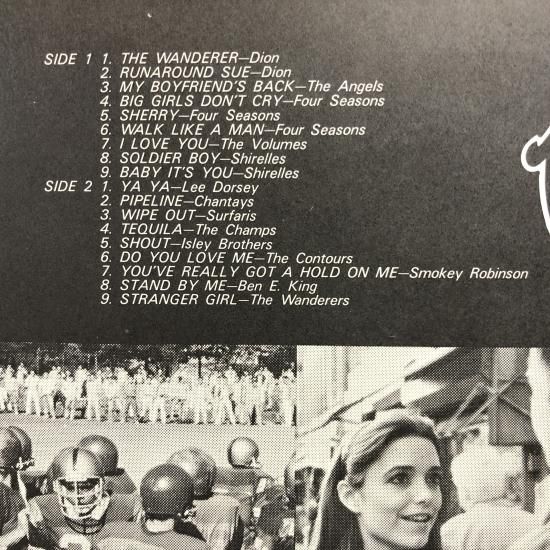 SIDE 1 1. THE WANDERER—Dion
2. RUNAROUND SUE—Dion
3. MY BOYFRIEND'S BACK—The Angels
4. BIG GIRLS DON'T CRY—Four Seasons
5. SHERRY—Four Seasons
6. WALK LIKE A MAN—Four Seasons
7. I LOVE YOU—The Volumes
8. SOLDIER BOY—Shirelles
9. BABY IT'S YOU—Shirelles
SIDE 2 1. YA YA—Lee Dorsey
2. PIPELINE—Chantays
3. WIPE OUT—Surfaris
4. TEQUILA—The Champs
5. SHOUT—Isley Brothers
6. DO YOU LOVE ME—The Contours
7. YOU'VE REALLY GOT A HOLD ON ME—Smokey Robinson
8. STAND BY ME—Ben E. King
9. STRANGER GIRL—The Wanderers